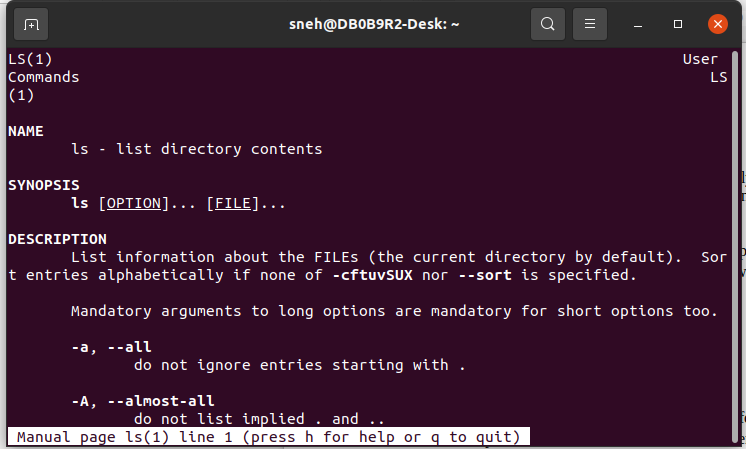 sneh@DB0B9R2-Desk: ~
LS(1) User
Commands LS
(1)
NAME
ls - list directory contents
SYNOPSIS
ls [OPTION]... [FILE]...
DESCRIPTION
List information about the FILEs (the current directory by default). Sor
t entries alphabetically if none of -cftuvSUX nor --sort is specified.
Mandatory arguments to long options are mandatory for short options too.
-a, --all
do not ignore entries starting with .
-A, --almost-all
do not list implied . and ..
Manual page ls(1) line 1 (press h for help or q to quit)